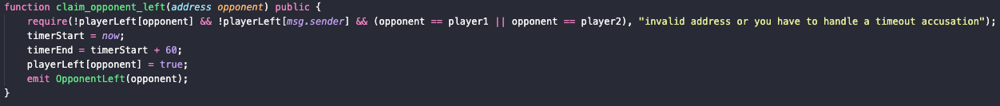 function claim_opponent_left(address opponent) public {
    require(!playerLeft[opponent] && !playerLeft[msg.sender] && (opponent == player1 || opponent == player2), "invalid address or you have to handle a timeout accusation");
    timerStart = now;
    timerEnd = timerStart + 60;
    playerLeft[opponent] = true;
    emit OpponentLeft(opponent);
}